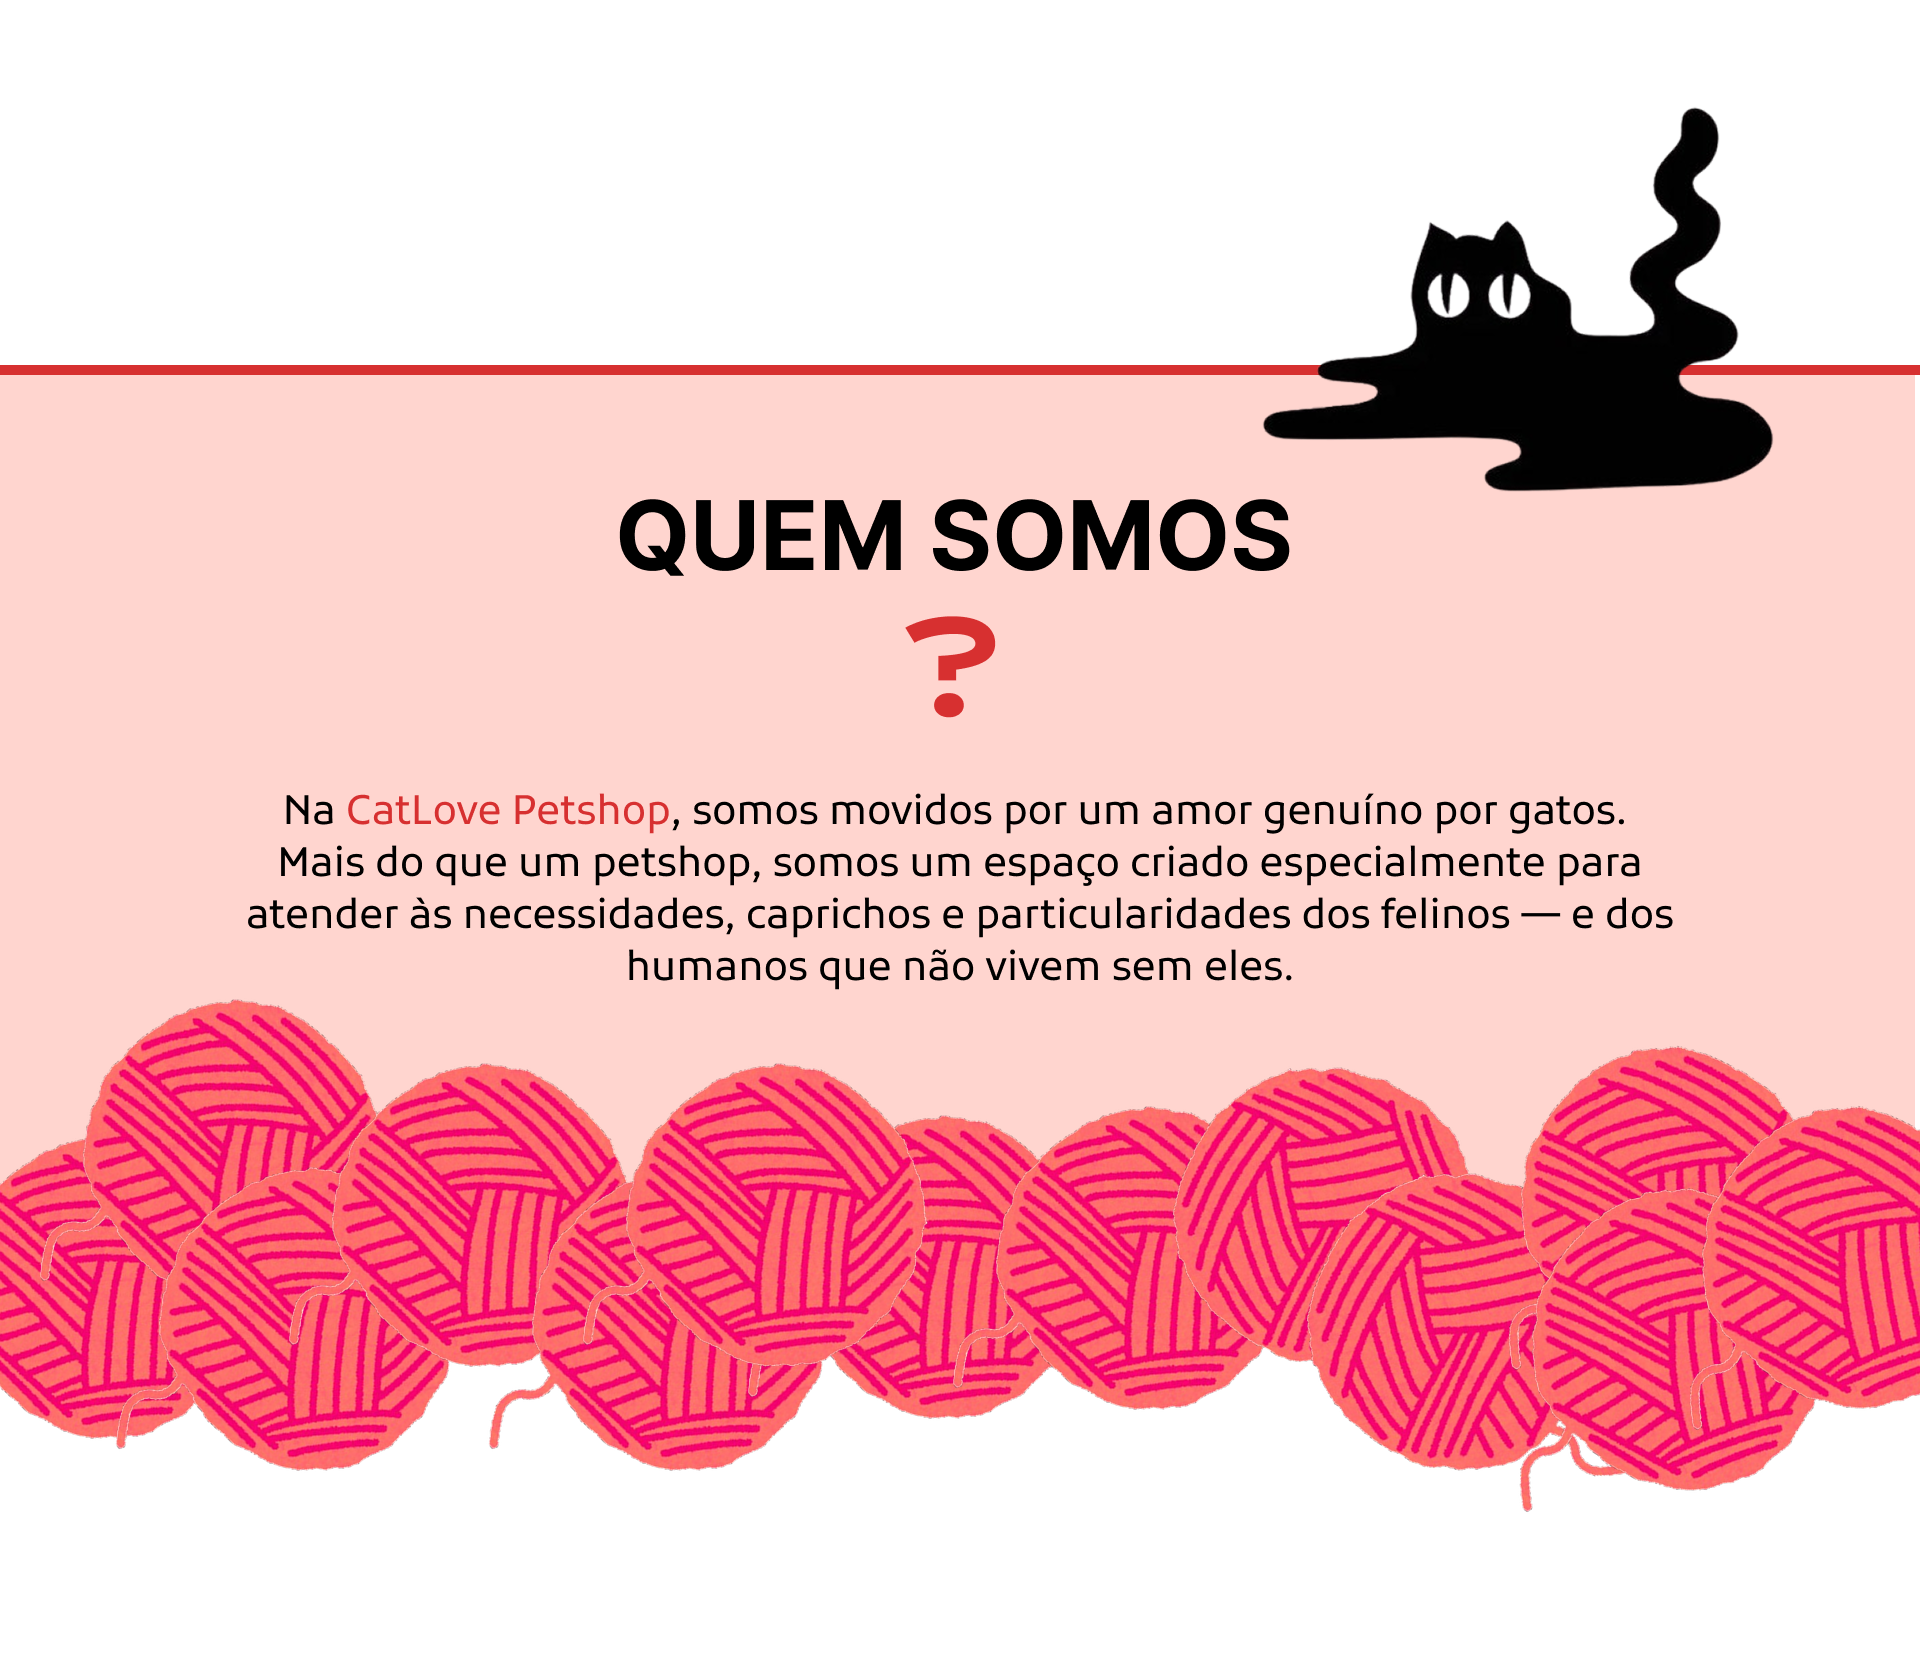 QUEM SOMOS
?
Na CatLove Petshop, somos movidos por um amor genuíno por gatos.
Mais do que um petshop, somos um espaço criado especialmente para
atender às necessidades, caprichos e particularidades dos felinos — e dos
humanos que não vivem sem eles.